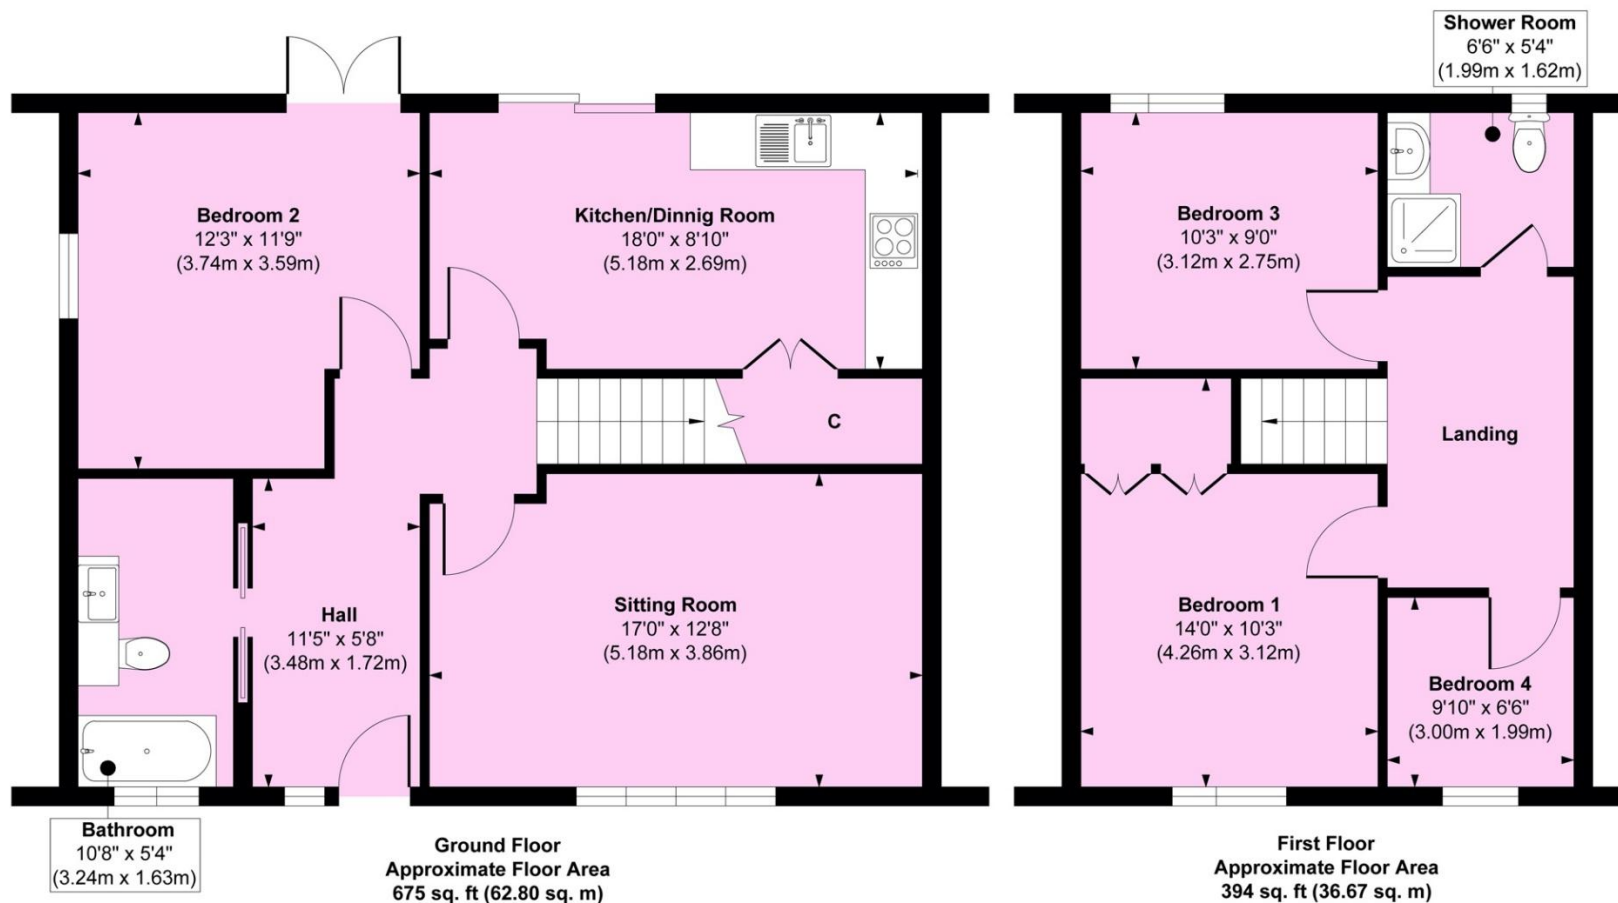 Shower Room
6'6" x 5'4"
(1.99m x 1.62m)
Bedroom 2
12'3" x 11'9"
(3.74m x 3.59m)
Kitchen/Dinnig Room
18'0" x 8'10"
(5.18m x 2.69m)
Bedroom 3
10'3" x 9'0"
(3.12m x 2.75m)
C
Landing
Hall
11'5" x 5'8"
(3.48m x 1.72m)
Sitting Room
17'0" x 12'8"
(5.18m x 3.86m)
Bedroom 1
14'0" x 10'3"
(4.26m x 3.12m)
Bedroom 4
9'10" x 6'6"
(3.00m x 1.99m)
Bathroom
10'8" x 5'4"
(3.24m x 1.63m)
Ground Floor
Approximate Floor Area
675 sq. ft (62.80 sq. m)
First Floor
Approximate Floor Area
394 sq. ft (36.67 sq. m)